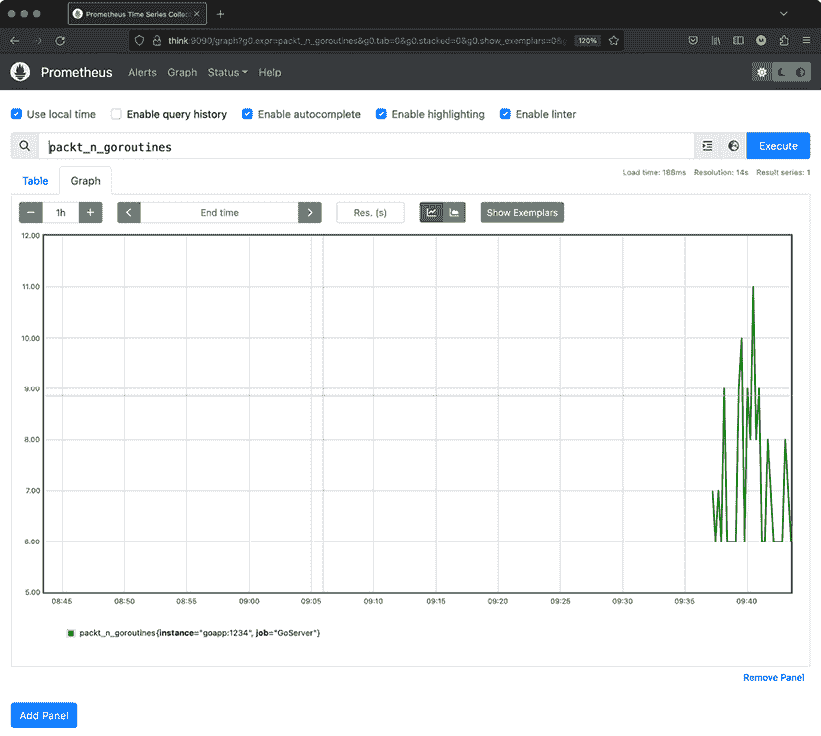 Prometheus Time Series Collec
think:9090/graph?g0.expr=packt_n_goroutines&g0.tab=0&g0.stacked=0&g0.show_exemplars=0&g
120%
Prometheus Alerts Graph Status Help
Use local time Enable query history Enable autocomplete Enable highlighting Enable linter
packt_n_goroutines Execute
Table Graph Load time: 188ms Resolution: 14s Result series: 1
− 1h + < End time > Res. (s) Show Exemplars
12.00
11.00
10.00
9.00
8.00
7.00
6.00
5.00
08:45 08:50 08:55 09:00 09:05 09:10 09:15 09:20 09:25 09:30 09:35 09:40
packt_n_goroutines{instance="goapp:1234", job="GoServer"}
Remove Panel
Add Panel